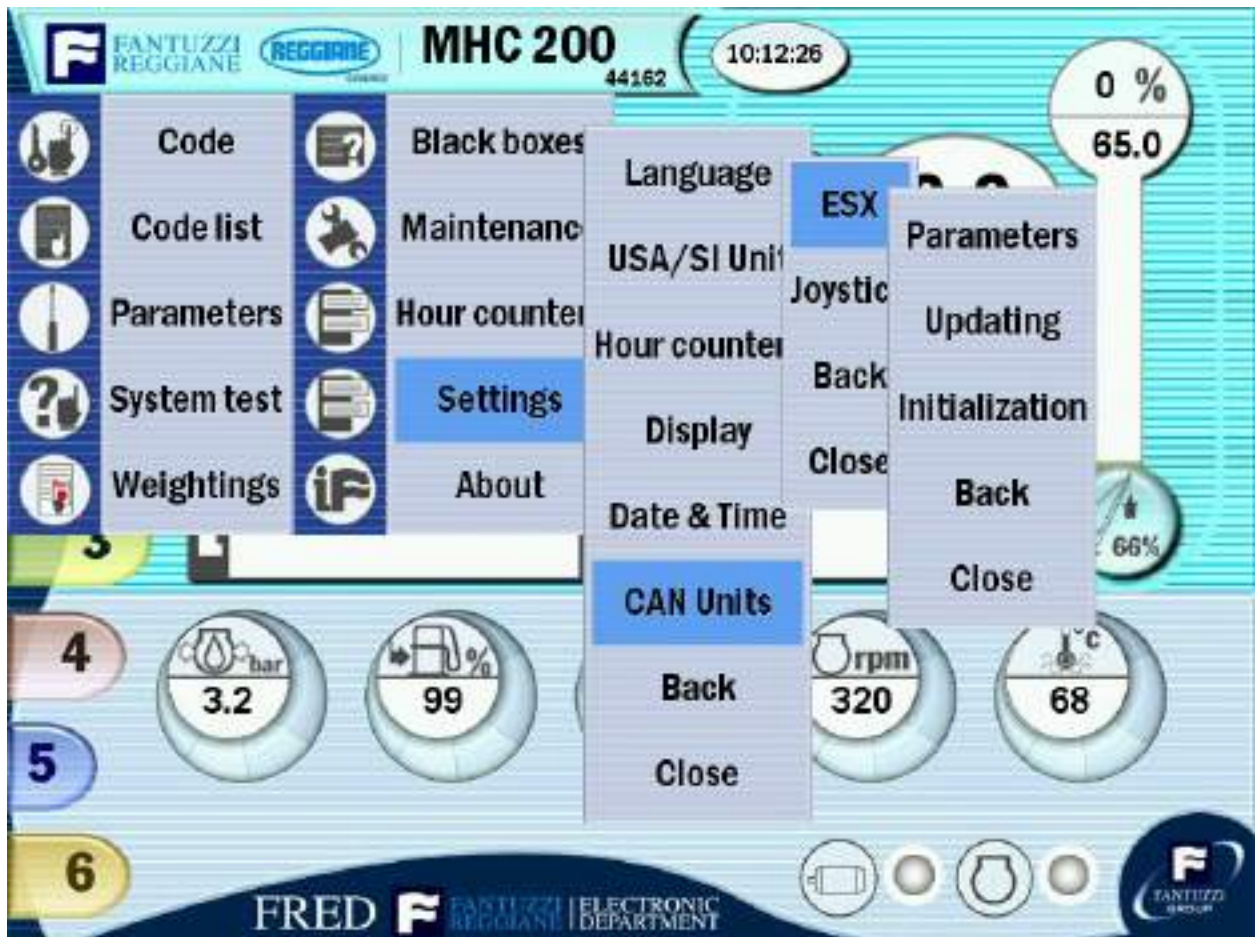 FANTUZZI
REGGIANE
REGGIANE
MHC 200
44162
10:12:26
0 %
65.0
Code
Code list
Parameters
System test
Weightings
Black boxes
Maintenanc
Hour counter
Settings
About
Language
USA/SI Unit
Hour counter
Display
Date & Time
CAN Units
Back
Close
ESX
Joystic
Back
Close
Parameters
Updating
Initialization
Back
Close
66%
3
4
5
6
bar
3.2
%
99
rpm
320
°c
68
FRED
FANTUZZI
REGGIANE
ELECTRONIC
DEPARTMENT
FANTUZZI
GROUP